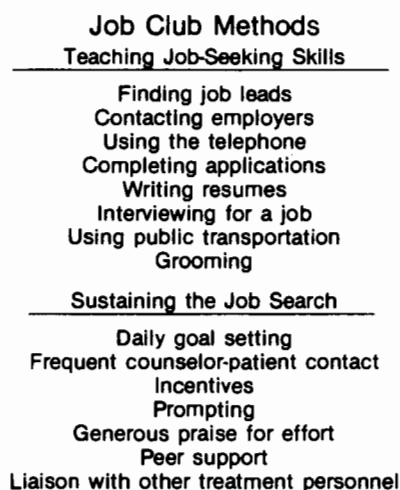 Job Club Methods
Teaching Job-Seeking Skills
Finding job leads
Contacting employers
Using the telephone
Completing applications
Writing resumes
Interviewing for a job
Using public transportation
Grooming
Sustaining the Job Search
Daily goal setting
Frequent counselor-patient contact
Incentives
Prompting
Generous praise for effort
Peer support
Liaison with other treatment personnel